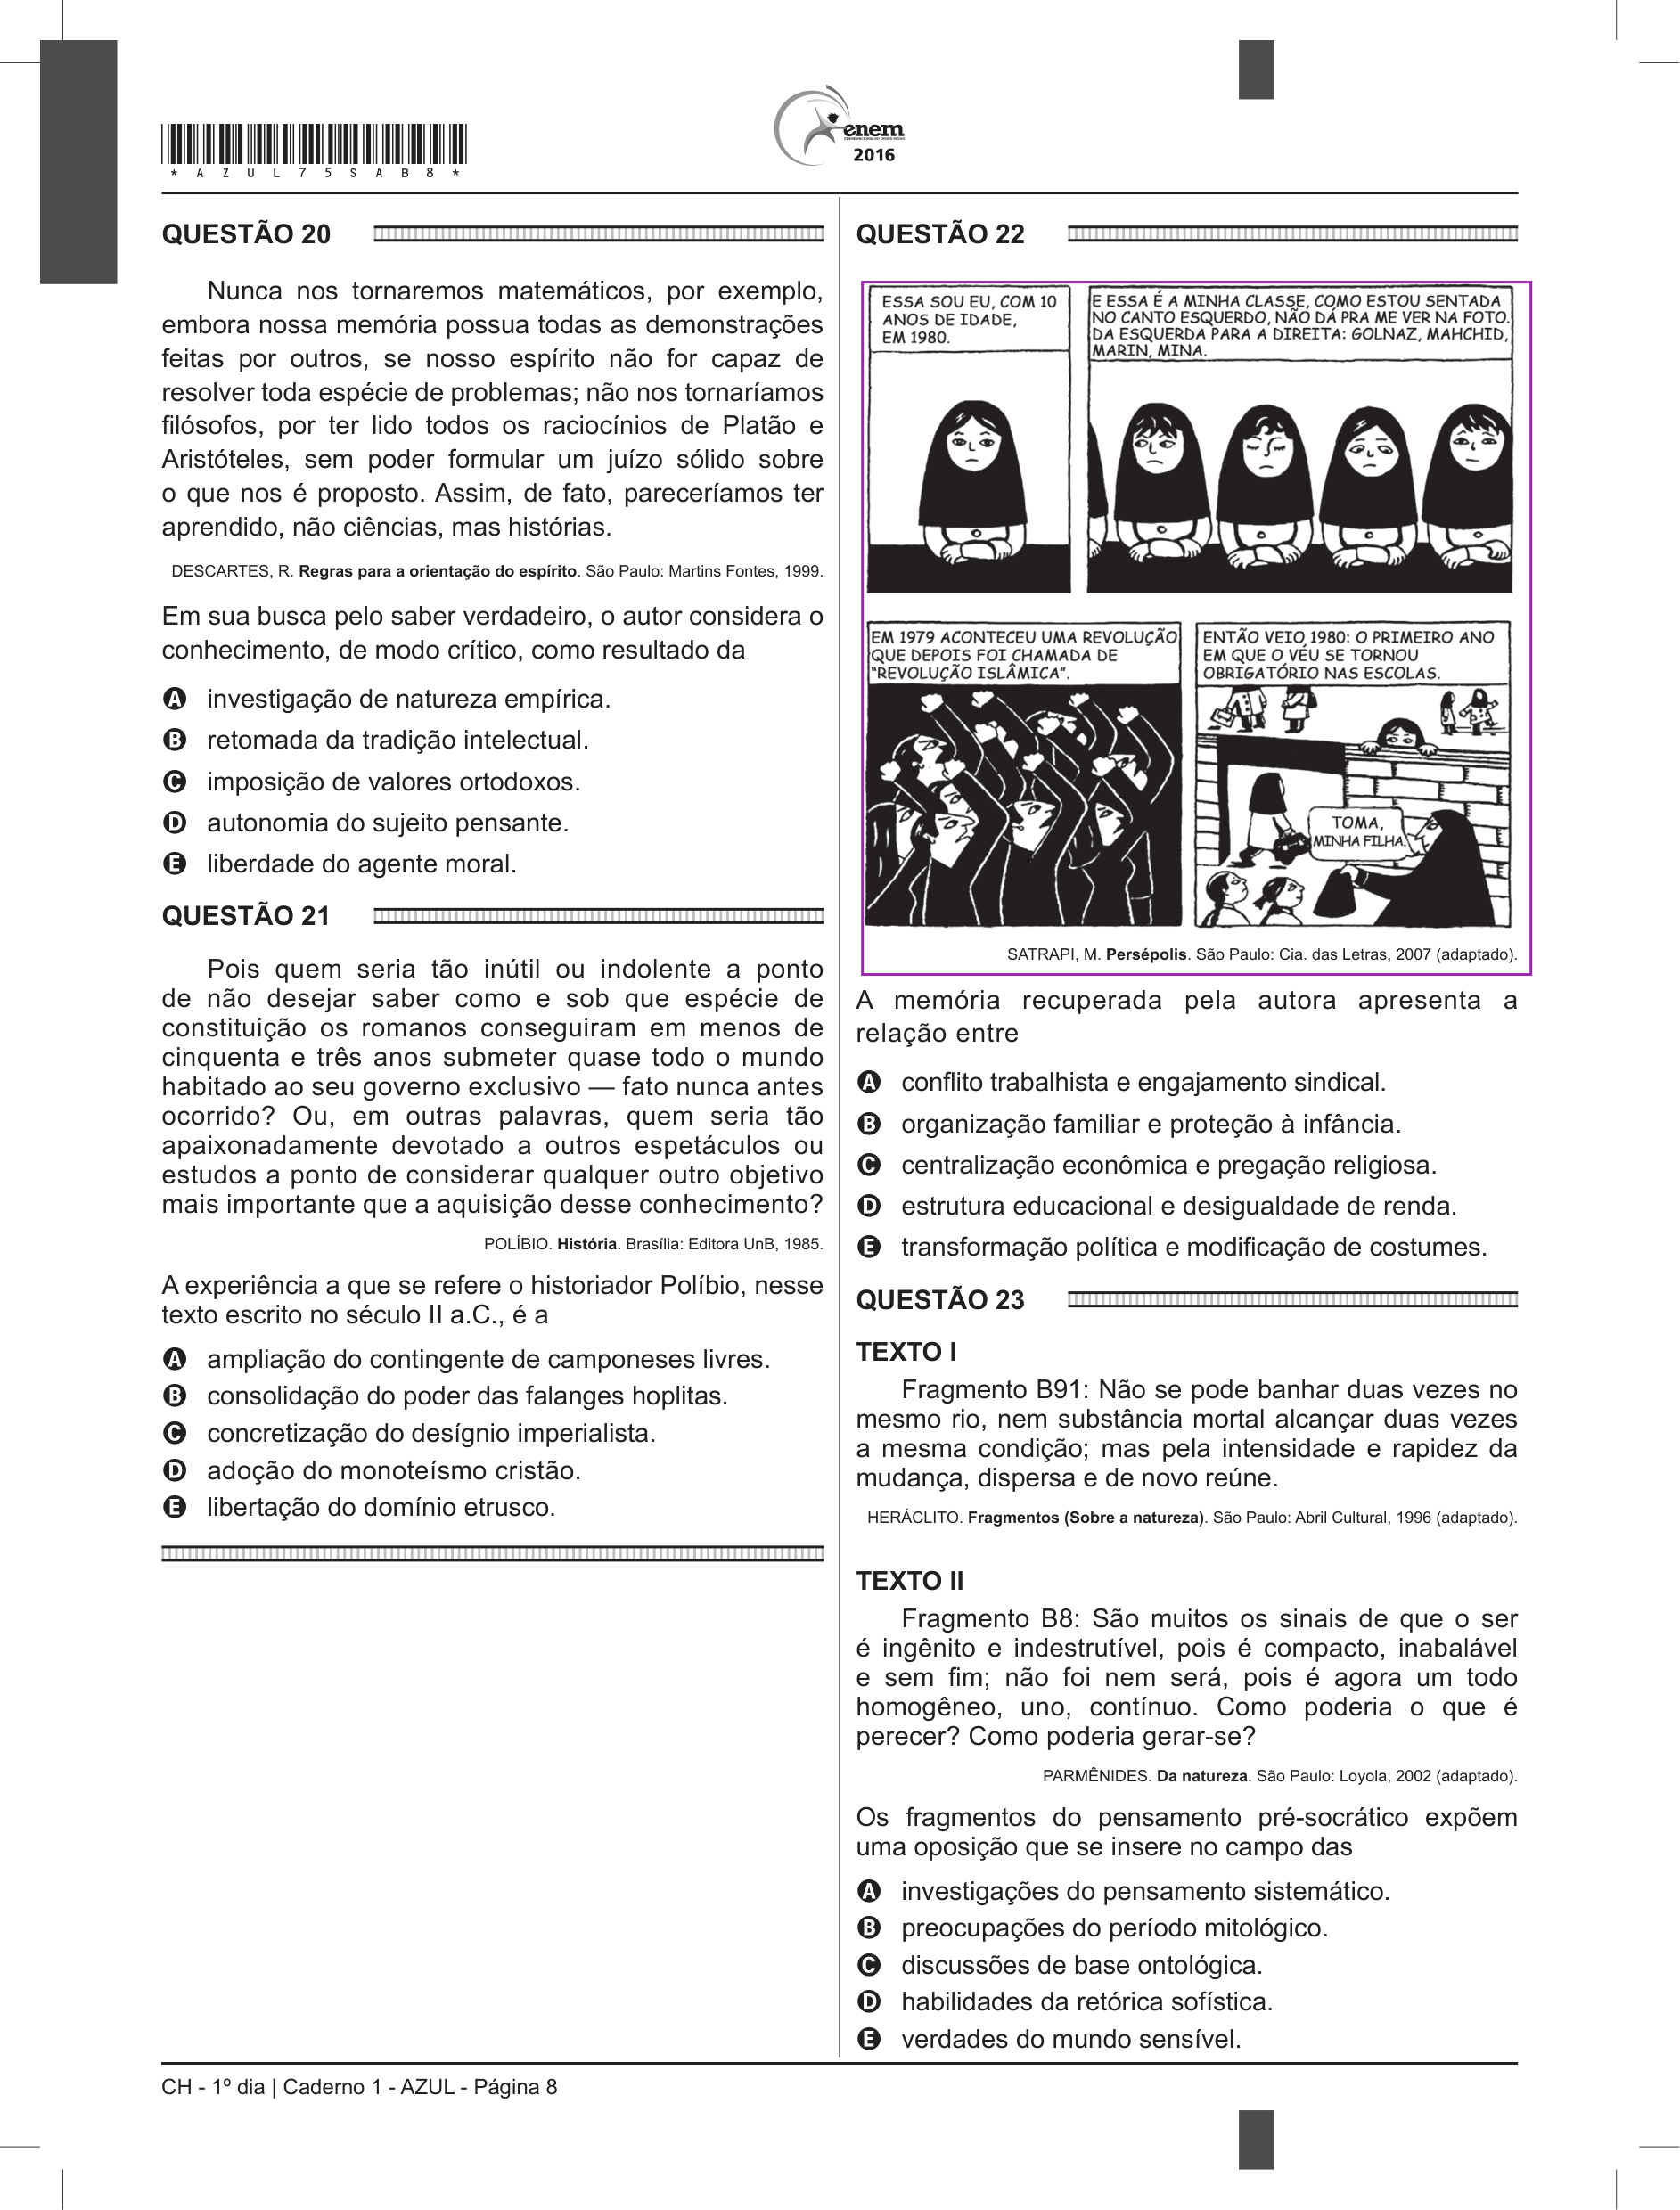 * A Z U L 7 5 S A B 8 *
enem
2016
QUESTÃO 20
Nunca nos tornaremos matemáticos, por exemplo,
embora nossa memória possua todas as demonstrações
feitas por outros, se nosso espírito não for capaz de
resolver toda espécie de problemas; não nos tornaríamos
filósofos, por ter lido todos os raciocínios de Platão e
Aristóteles, sem poder formular um juízo sólido sobre
o que nos é proposto. Assim, de fato, pareceríamos ter
aprendido, não ciências, mas histórias.
DESCARTES, R. Regras para a orientação do espírito. São Paulo: Martins Fontes, 1999.
Em sua busca pelo saber verdadeiro, o autor considera o
conhecimento, de modo crítico, como resultado da
A investigação de natureza empírica.
B retomada da tradição intelectual.
C imposição de valores ortodoxos.
D autonomia do sujeito pensante.
E liberdade do agente moral.
QUESTÃO 21
Pois quem seria tão inútil ou indolente a ponto
de não desejar saber como e sob que espécie de
constituição os romanos conseguiram em menos de
cinquenta e três anos submeter quase todo o mundo
habitado ao seu governo exclusivo — fato nunca antes
ocorrido? Ou, em outras palavras, quem seria tão
apaixonadamente devotado a outros espetáculos ou
estudos a ponto de considerar qualquer outro objetivo
mais importante que a aquisição desse conhecimento?
POLÍBIO. História. Brasília: Editora UnB, 1985.
A experiência a que se refere o historiador Políbio, nesse
texto escrito no século II a.C., é a
A ampliação do contingente de camponeses livres.
B consolidação do poder das falanges hoplitas.
C concretização do desígnio imperialista.
D adoção do monoteísmo cristão.
E libertação do domínio etrusco.
QUESTÃO 22
ESSA SOU EU, COM 10
ANOS DE IDADE,
EM 1980.
E ESSA É A MINHA CLASSE, COMO ESTOU SENTADA
NO CANTO ESQUERDO, NÃO DÁ PRA ME VER NA FOTO.
DA ESQUERDA PARA A DIREITA: GOLNAZ, MAHCHID,
MARIN, MINA.
EM 1979 ACONTECEU UMA REVOLUÇÃO
QUE DEPOIS FOI CHAMADA DE
"REVOLUÇÃO ISLÂMICA".
ENTÃO VEIO 1980: O PRIMEIRO ANO
EM QUE O VÉU SE TORNOU
OBRIGATÓRIO NAS ESCOLAS.
TOMA,
MINHA FILHA.
SATRAPI, M. Persépolis. São Paulo: Cia. das Letras, 2007 (adaptado).
A memória recuperada pela autora apresenta a
relação entre
A conflito trabalhista e engajamento sindical.
B organização familiar e proteção à infância.
C centralização econômica e pregação religiosa.
D estrutura educacional e desigualdade de renda.
E transformação política e modificação de costumes.
QUESTÃO 23
TEXTO I
Fragmento B91: Não se pode banhar duas vezes no
mesmo rio, nem substância mortal alcançar duas vezes
a mesma condição; mas pela intensidade e rapidez da
mudança, dispersa e de novo reúne.
HERÁCLITO. Fragmentos (Sobre a natureza). São Paulo: Abril Cultural, 1996 (adaptado).
TEXTO II
Fragmento B8: São muitos os sinais de que o ser
é ingênito e indestrutível, pois é compacto, inabalável
e sem fim; não foi nem será, pois é agora um todo
homogêneo, uno, contínuo. Como poderia o que é
perecer? Como poderia gerar-se?
PARMÊNIDES. Da natureza. São Paulo: Loyola, 2002 (adaptado).
Os fragmentos do pensamento pré-socrático expõem
uma oposição que se insere no campo das
A investigações do pensamento sistemático.
B preocupações do período mitológico.
C discussões de base ontológica.
D habilidades da retórica sofística.
E verdades do mundo sensível.
CH - 1º dia | Caderno 1 - AZUL - Página 8